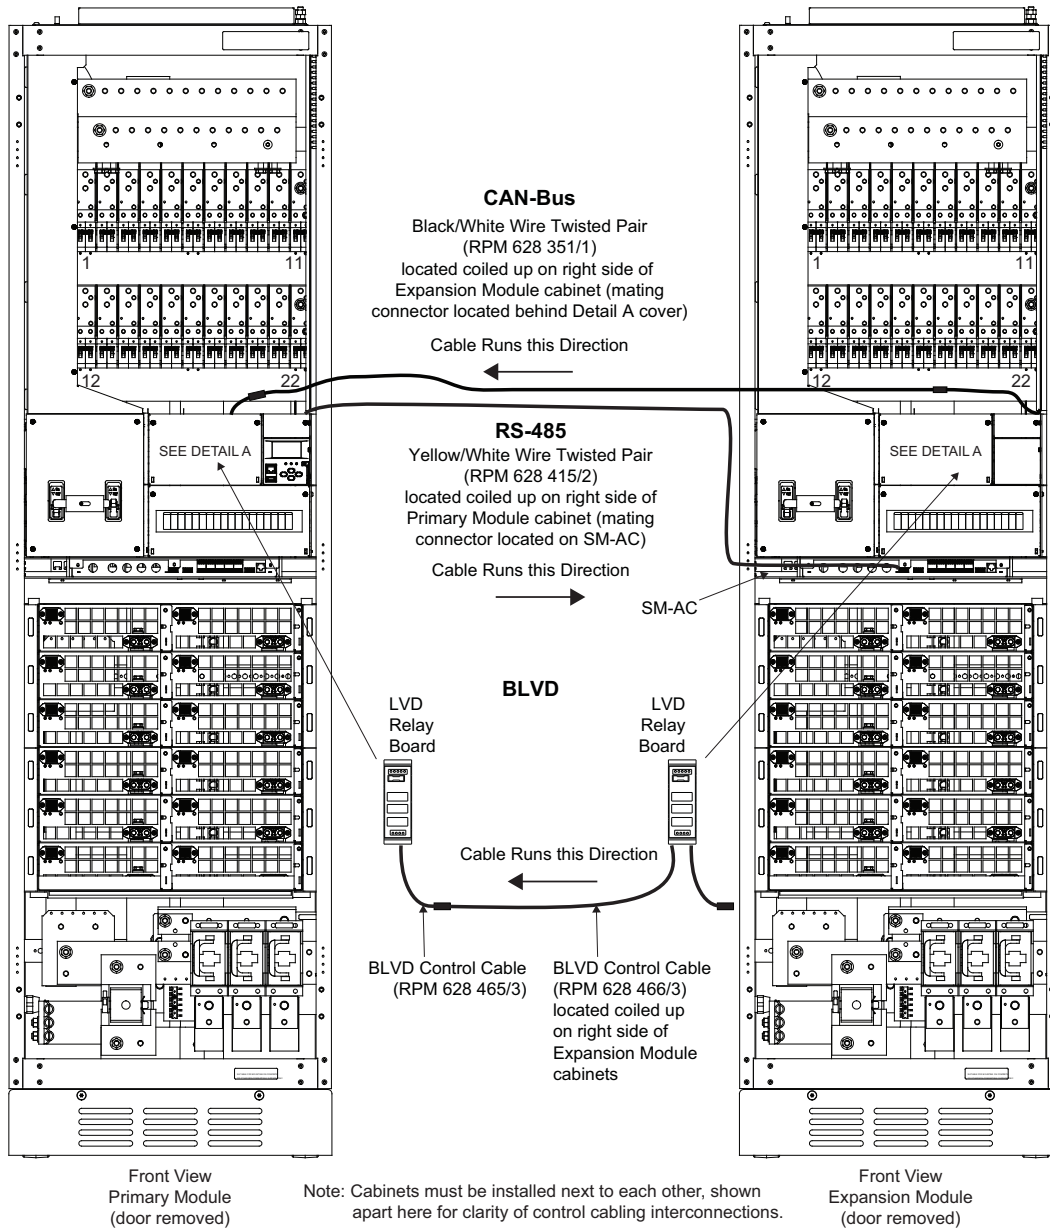 CAN-Bus
Black/White Wire Twisted Pair
(RPM 628 351/1)
located coiled up on right side of
Expansion Module cabinet (mating
connector located behind Detail A cover)
Cable Runs this Direction
1
11
12
22
1
11
12
22
SEE DETAIL A
SEE DETAIL A
RS-485
Yellow/White Wire Twisted Pair
(RPM 628 415/2)
located coiled up on right side of
Primary Module cabinet (mating
connector located on SM-AC)
Cable Runs this Direction
SM-AC
BLVD
LVD
Relay
Board
LVD
Relay
Board
Cable Runs this Direction
BLVD Control Cable
(RPM 628 465/3)
BLVD Control Cable
(RPM 628 466/3)
located coiled up
on right side of
Expansion Module
cabinets
Front View
Primary Module
(door removed)
Note: Cabinets must be installed next to each other, shown
apart here for clarity of control cabling interconnections.
Front View
Expansion Module
(door removed)